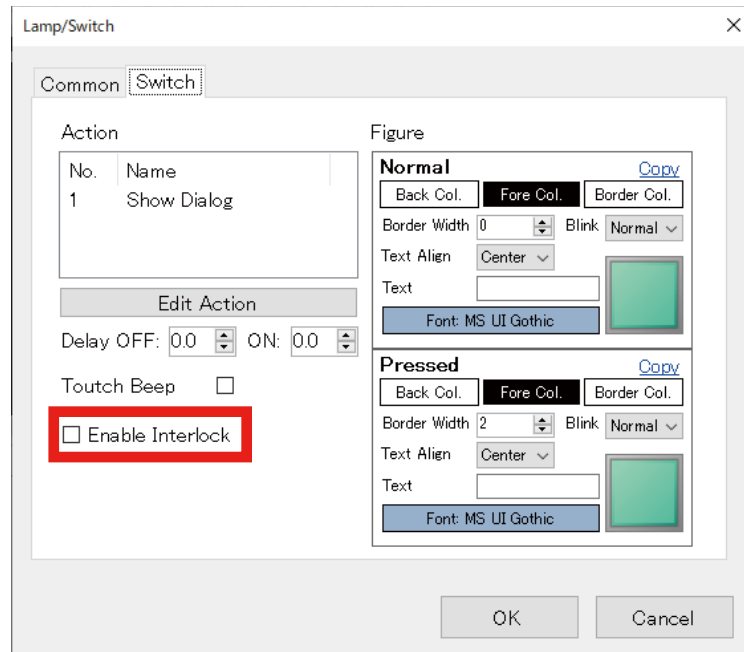 Lamp/Switch
Common
Switch
Action
No. Name
1 Show Dialog
Edit Action
Delay OFF: 0.0 ON: 0.0
Toutch Beep
Enable Interlock
Figure
Normal Copy
Back Col. Fore Col. Border Col.
Border Width 0 Blink Normal
Text Align Center
Text
Font: MS UI Gothic
Pressed Copy
Back Col. Fore Col. Border Col.
Border Width 2 Blink Normal
Text Align Center
Text
Font: MS UI Gothic
OK Cancel